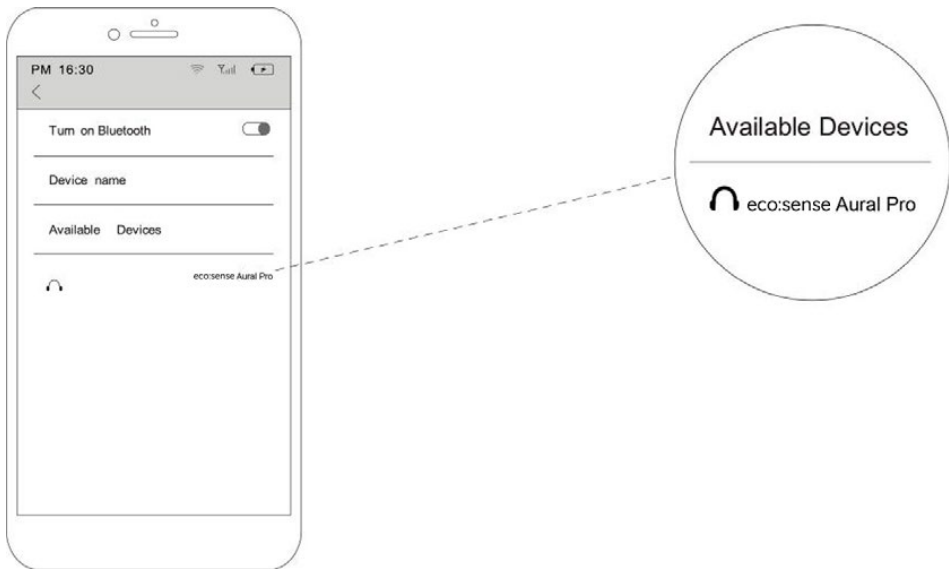 PM 16:30
Turn on Bluetooth
Device name
Available Devices
eco:sense Aural Pro
Available Devices
eco:sense Aural Pro